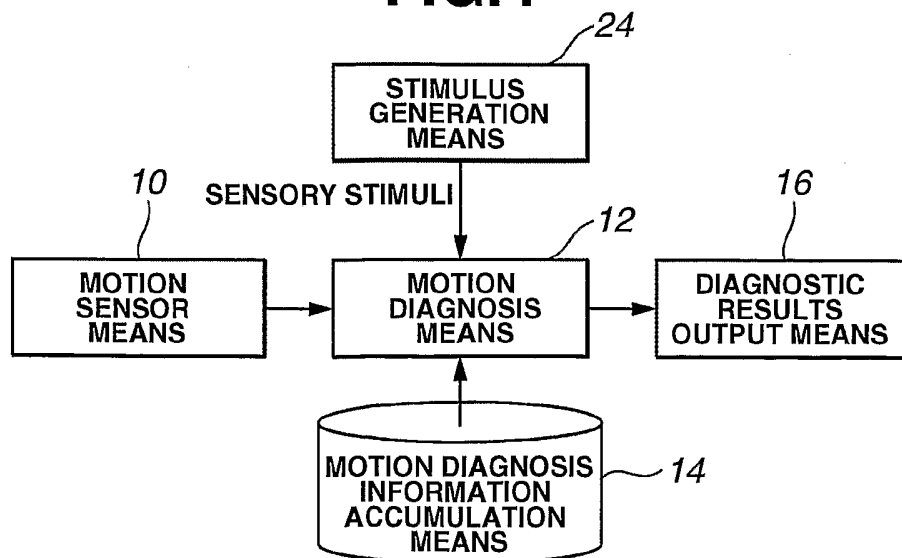 24
STIMULUS
GENERATION
MEANS
SENSORY STIMULI
10
12
16
MOTION
SENSOR
MEANS
MOTION
DIAGNOSIS
MEANS
DIAGNOSTIC
RESULTS
OUTPUT MEANS
MOTION DIAGNOSIS
INFORMATION
ACCUMULATION
MEANS
14